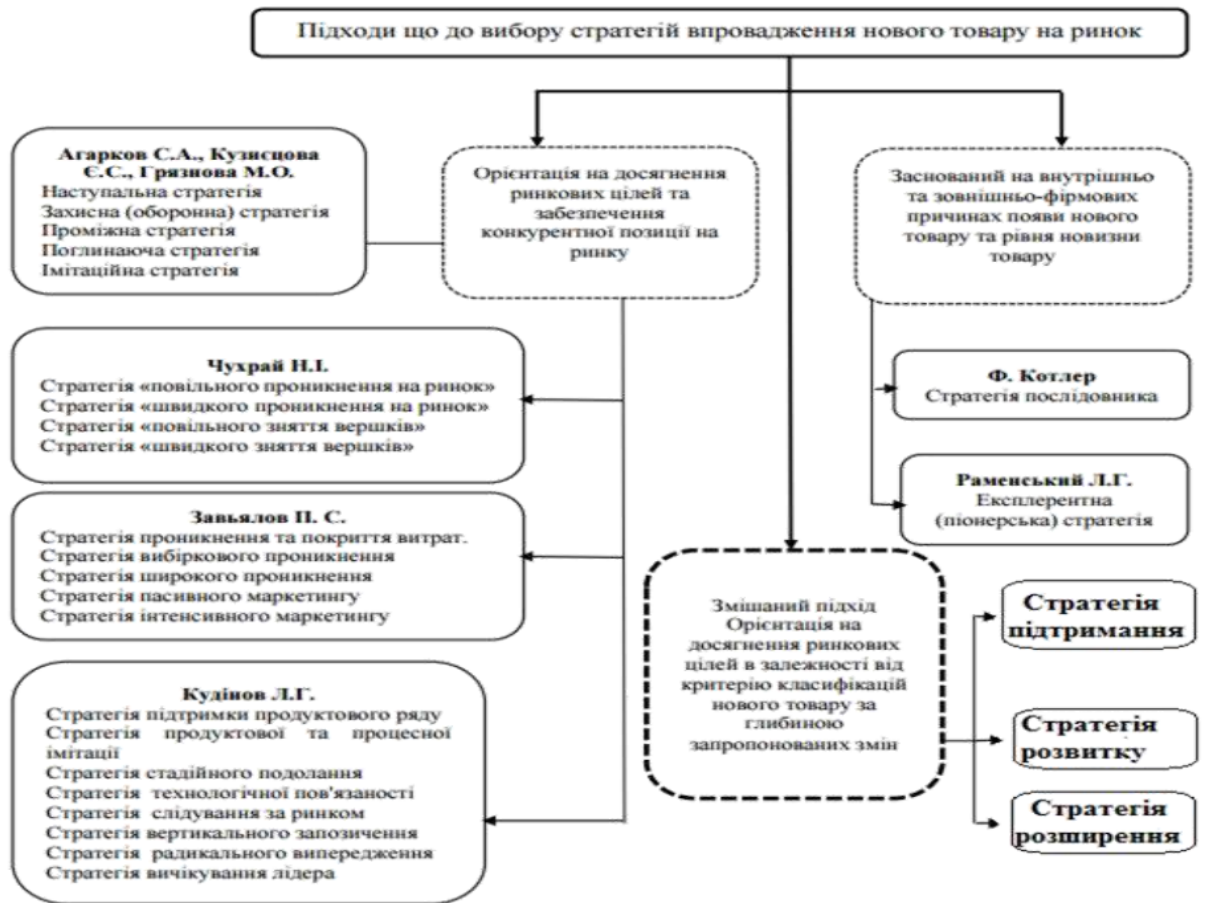 Підходи що до вибору стратегій впровадження нового товару на ринок
Агарков С.А., Кузнєцова
Є.С., Грязнова М.О.
Наступальна стратегія
Захисна (оборонна) стратегія
Проміжна стратегія
Поглинаюча стратегія
Імітаційна стратегія
Орієнтація на досягнення
ринкових цілей та
забезпечення
конкурентної позиції на
ринку
Заснований на внутрішньо
та зовнішньо-фірмових
причинах появи нового
товару та рівня новизни
товару
Чухрай Н.І.
Стратегія «повільного проникнення на ринок»
Стратегія «швидкого проникнення на ринок»
Стратегія «повільного зняття вершків»
Стратегія «швидкого зняття вершків»
Ф. Котлер
Стратегія послідовника
Раменський Л.Г.
Експлерентна
(піонерська) стратегія
Завьялов П. С.
Стратегія проникнення та покриття витрат.
Стратегія вибіркового проникнення
Стратегія широкого проникнення
Стратегія пасивного маркетингу
Стратегія інтенсивного маркетингу
Змішаний підхід
Орієнтація на
досягнення ринкових
цілей в залежності від
критерію класифікацій
нового товару за
глибиною
запропонованих змін
Стратегія
підтримання
Стратегія
розвитку
Стратегія
розширення
Кудінов Л.Г.
Стратегія підтримки продуктового ряду
Стратегія продуктової та процесної
імітації
Стратегія стадійного подолання
Стратегія технологічної пов'язаності
Стратегія слідування за ринком
Стратегія вертикального запозичення
Стратегія радикального випередження
Стратегія вичікування лідера